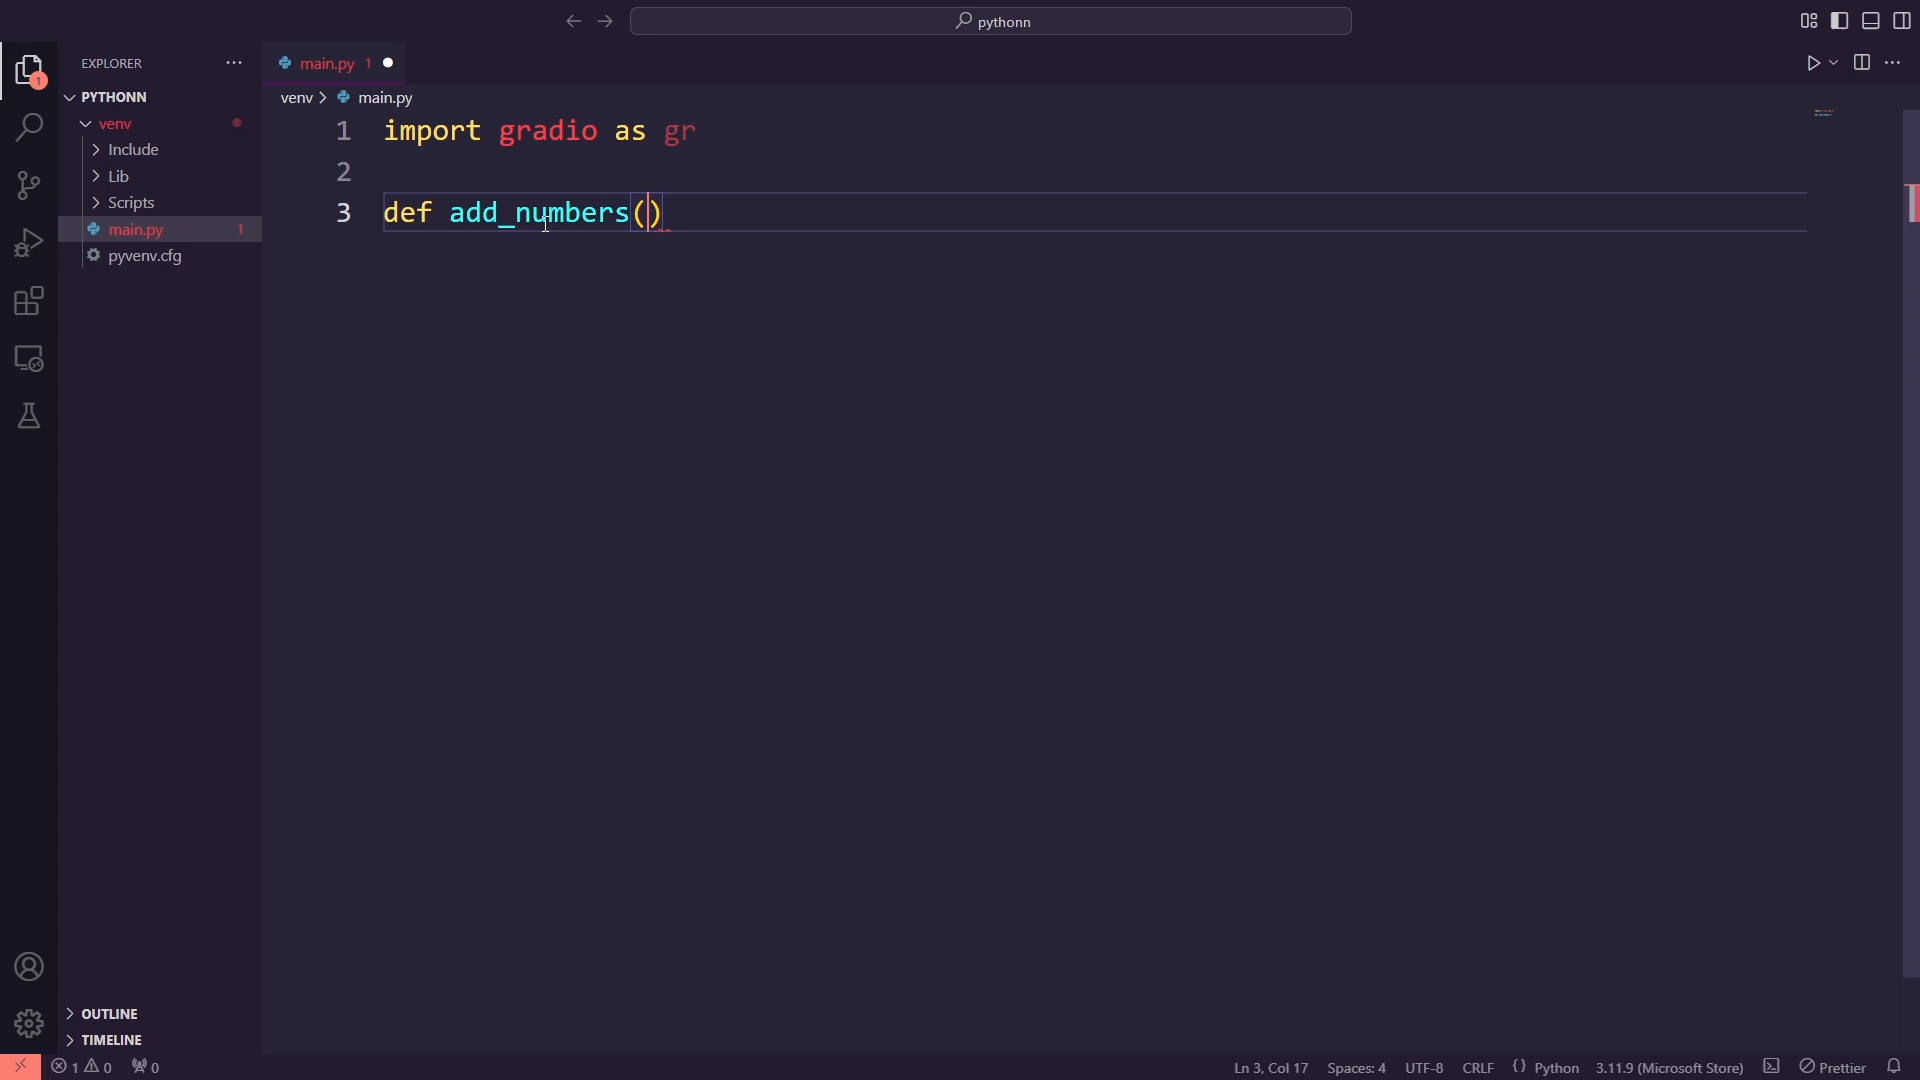 pythonn
EXPLORER
main.py 1
1
PYTHONN
venv > main.py
venv
1 import gradio as gr
Include
Lib
2
Scripts
3 def add_numbers()
main.py 1
pyvenv.cfg
OUTLINE
TIMELINE
1 0 0
Ln 3, Col 17 Spaces: 4 UTF-8 CRLF {} Python 3.11.9 (Microsoft Store) Prettier